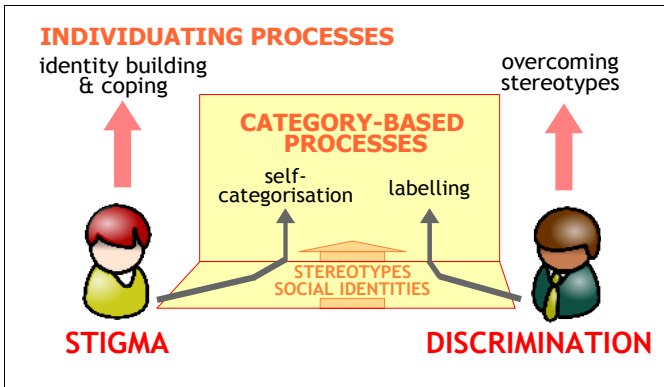 INDIVIDUATING PROCESSES
identity building
& coping
overcoming
stereotypes
CATEGORY-BASED
PROCESSES
self-
categorisation
labelling
STEREOTYPES
SOCIAL IDENTITIES
STIGMA
DISCRIMINATION